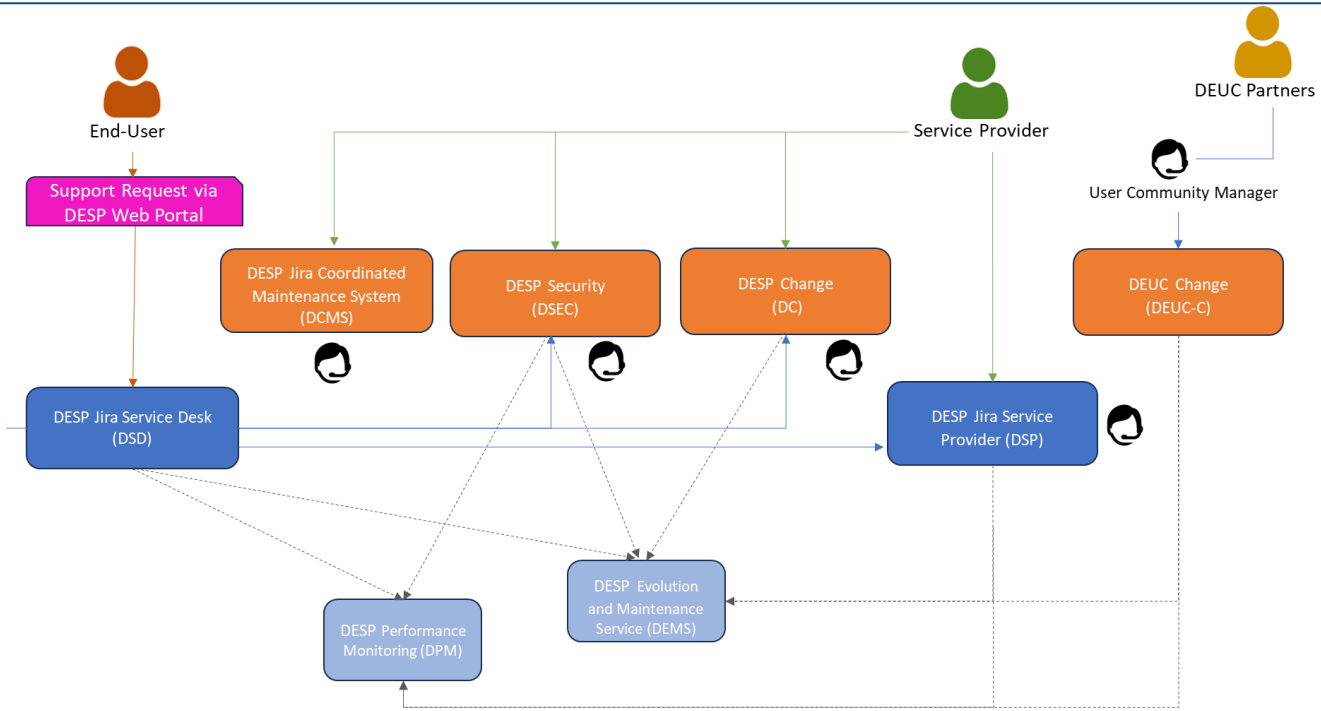 DEUC Partners
End-User
Service Provider
User Community Manager
Support Request via
DESP Web Portal
DESP Jira Coordinated
Maintenance System
(DCMS)
DESP Security
(DSEC)
DESP Change
(DC)
DEUC Change
(DEUC-C)
DESP Jira Service Desk
(DSD)
DESP Jira Service
Provider (DSP)
DESP Evolution
and Maintenance
Service (DEMS)
DESP Performance
Monitoring (DPM)